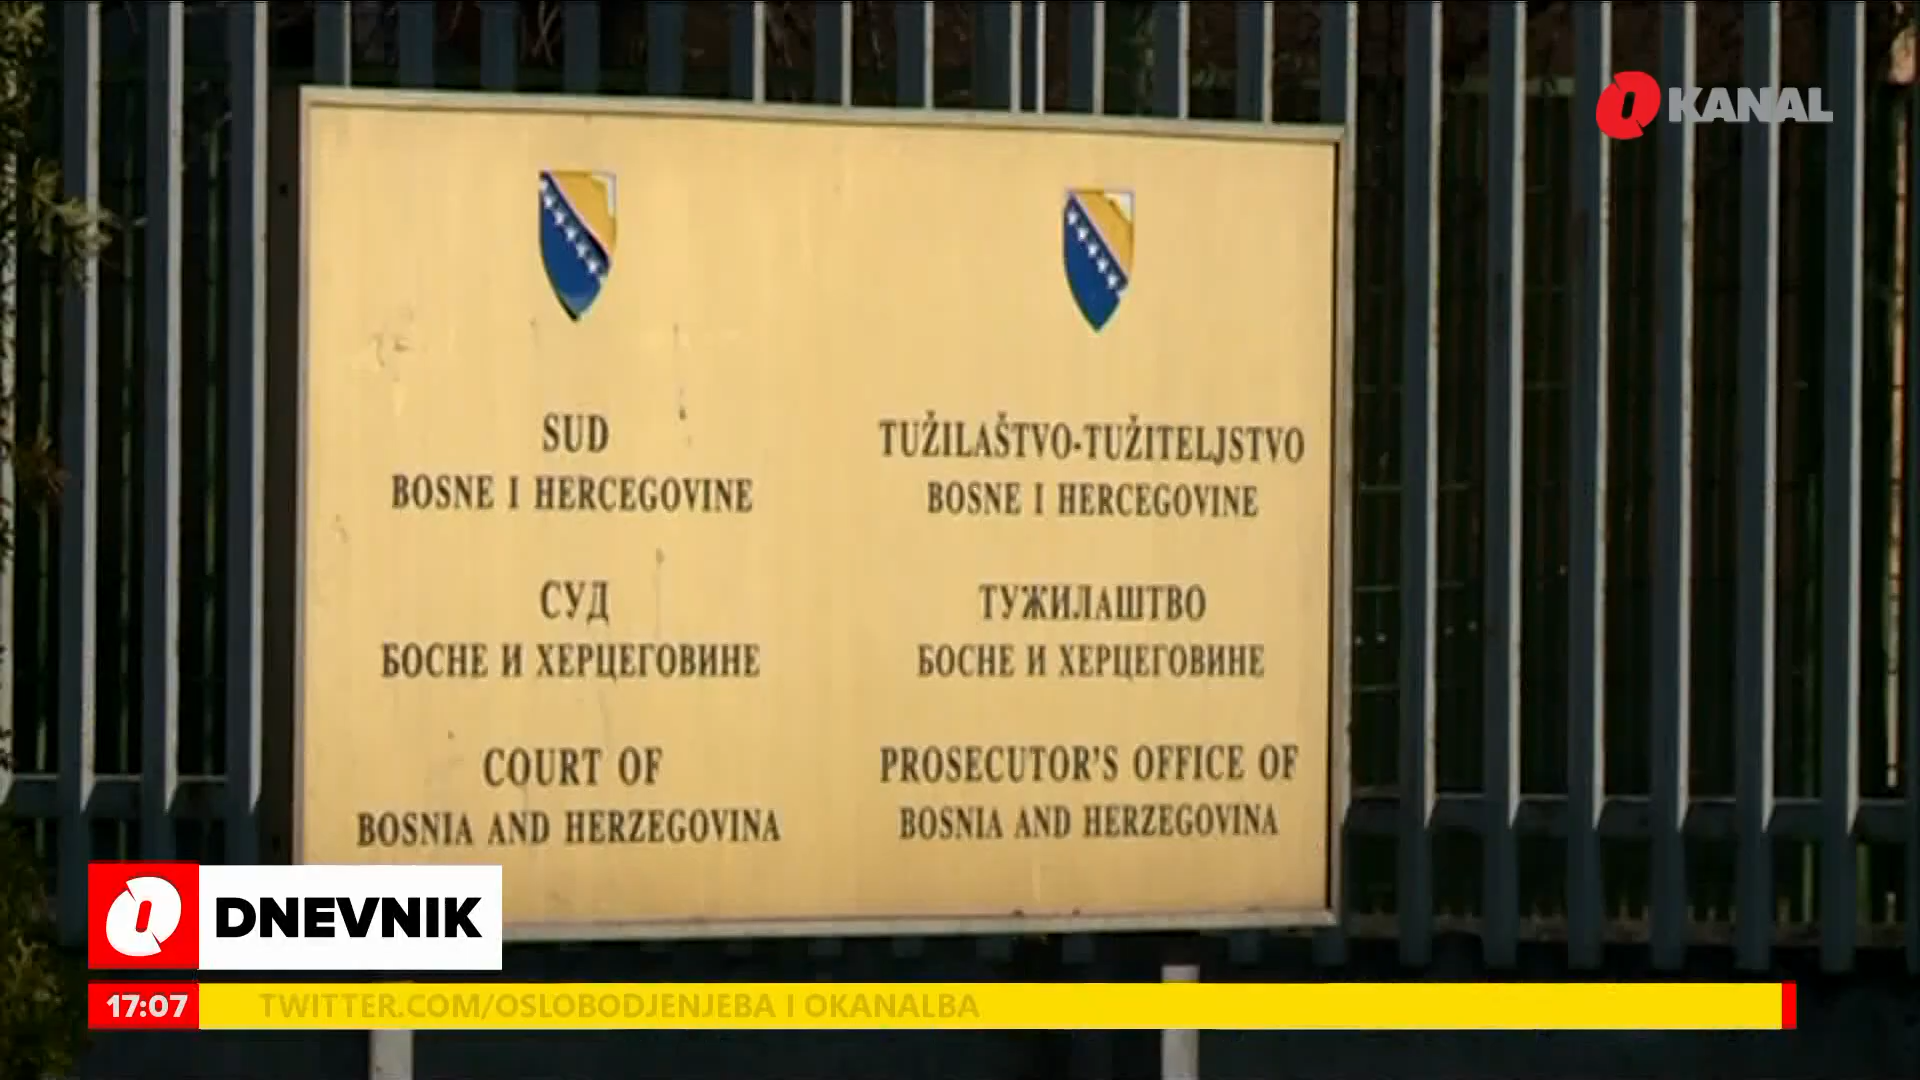 O KANAL
SUD
BOSNE I HERCEGOVINE
СУД
БОСНЕ И ХЕРЦЕГОВИНЕ
COURT OF
BOSNIA AND HERZEGOVINA
TUŽILAŠTVO-TUŽITELJSTVO
BOSNE I HERCEGOVINE
ТУЖИЛАШТВО
БОСНЕ И ХЕРЦЕГОВИНЕ
PROSECUTOR'S OFFICE OF
BOSNIA AND HERZEGOVINA
O DNEVNIK
17:07 TWITTER.COM/OSLOBODJENJEBA I OKANALBA